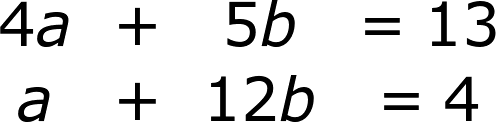 4a + 5b = 13
a + 12b = 4